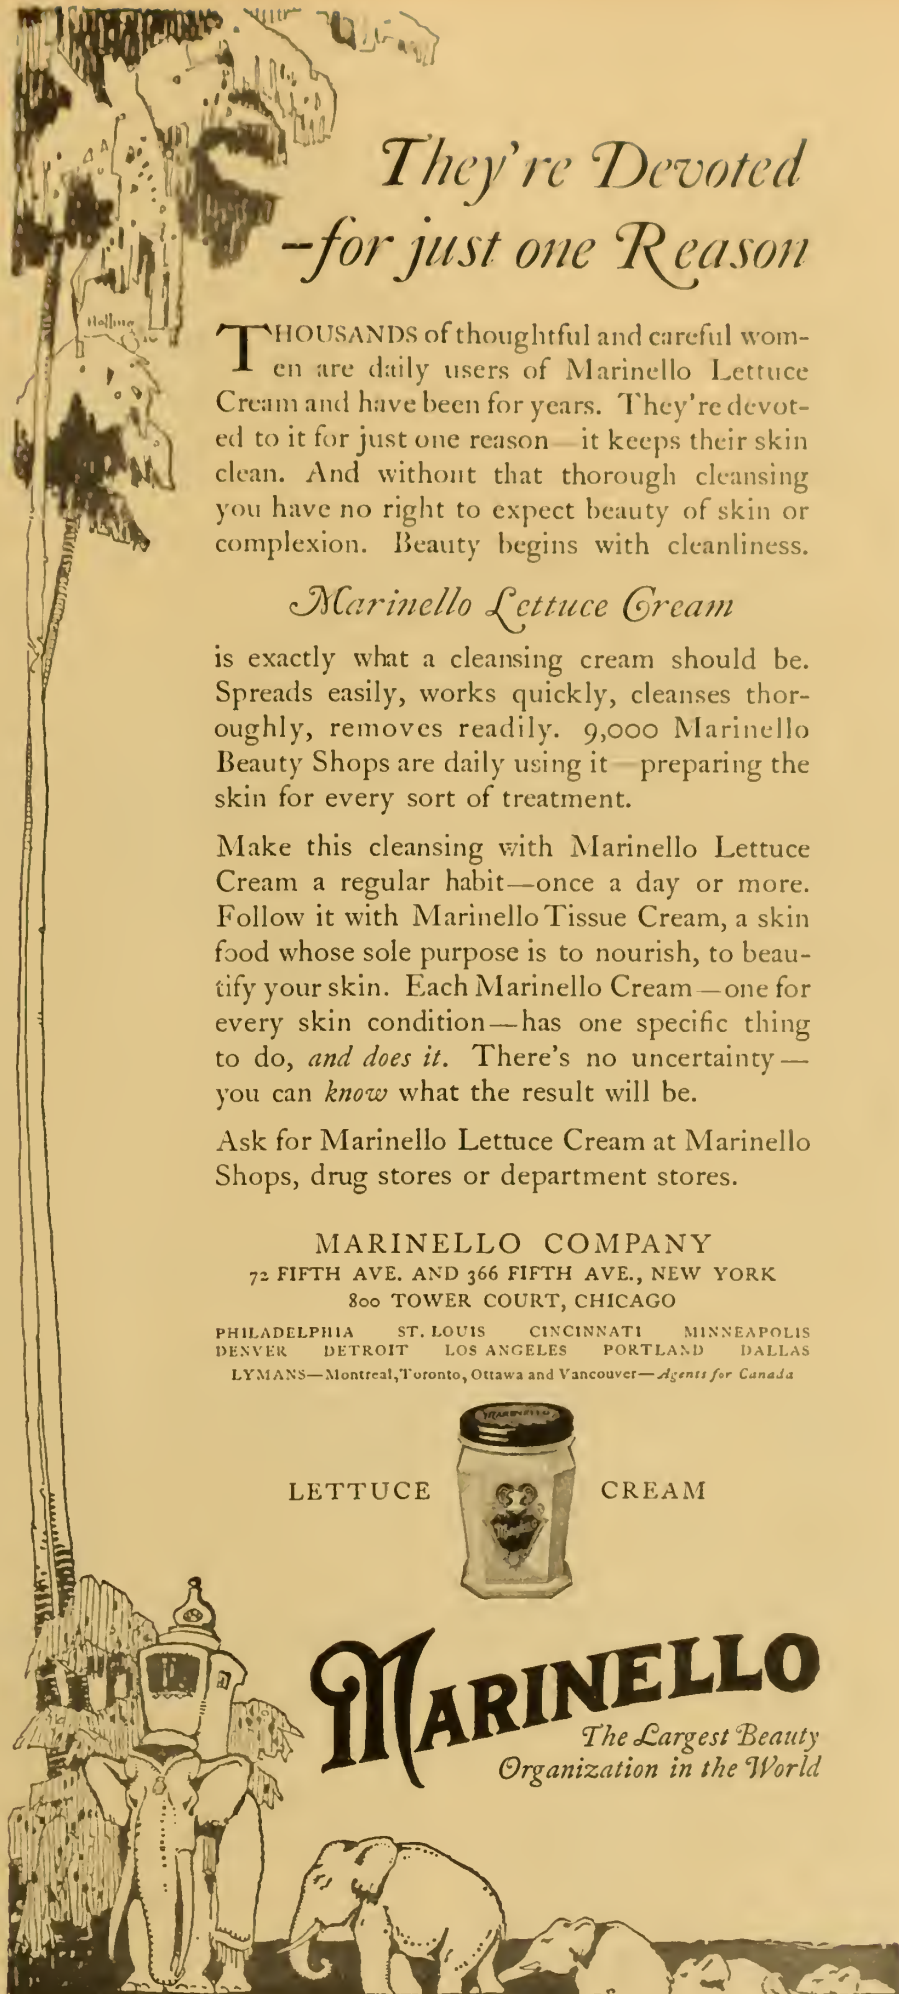 They're Devoted
—for just one Reason
Holling
THOUSANDS of thoughtful and careful wom-
en are daily users of Marinello Lettuce
Cream and have been for years. They're devot-
ed to it for just one reason—it keeps their skin
clean. And without that thorough cleansing
you have no right to expect beauty of skin or
complexion. Beauty begins with cleanliness.
Marinello Lettuce Cream
is exactly what a cleansing cream should be.
Spreads easily, works quickly, cleanses thor-
oughly, removes readily. 9,000 Marinello
Beauty Shops are daily using it—preparing the
skin for every sort of treatment.
Make this cleansing with Marinello Lettuce
Cream a regular habit—once a day or more.
Follow it with Marinello Tissue Cream, a skin
food whose sole purpose is to nourish, to beau-
tify your skin. Each Marinello Cream—one for
every skin condition—has one specific thing
to do, and does it. There's no uncertainty—
you can know what the result will be.
Ask for Marinello Lettuce Cream at Marinello
Shops, drug stores or department stores.
MARINELLO COMPANY
72 FIFTH AVE. AND 366 FIFTH AVE., NEW YORK
800 TOWER COURT, CHICAGO
PHILADELPHIA ST. LOUIS CINCINNATI MINNEAPOLIS
DENVER DETROIT LOS ANGELES PORTLAND DALLAS
LYMANS—Montreal, Toronto, Ottawa and Vancouver—Agents for Canada
MARINELLO
LETTUCE CREAM
Marinello
MARINELLO
The Largest Beauty
Organization in the World